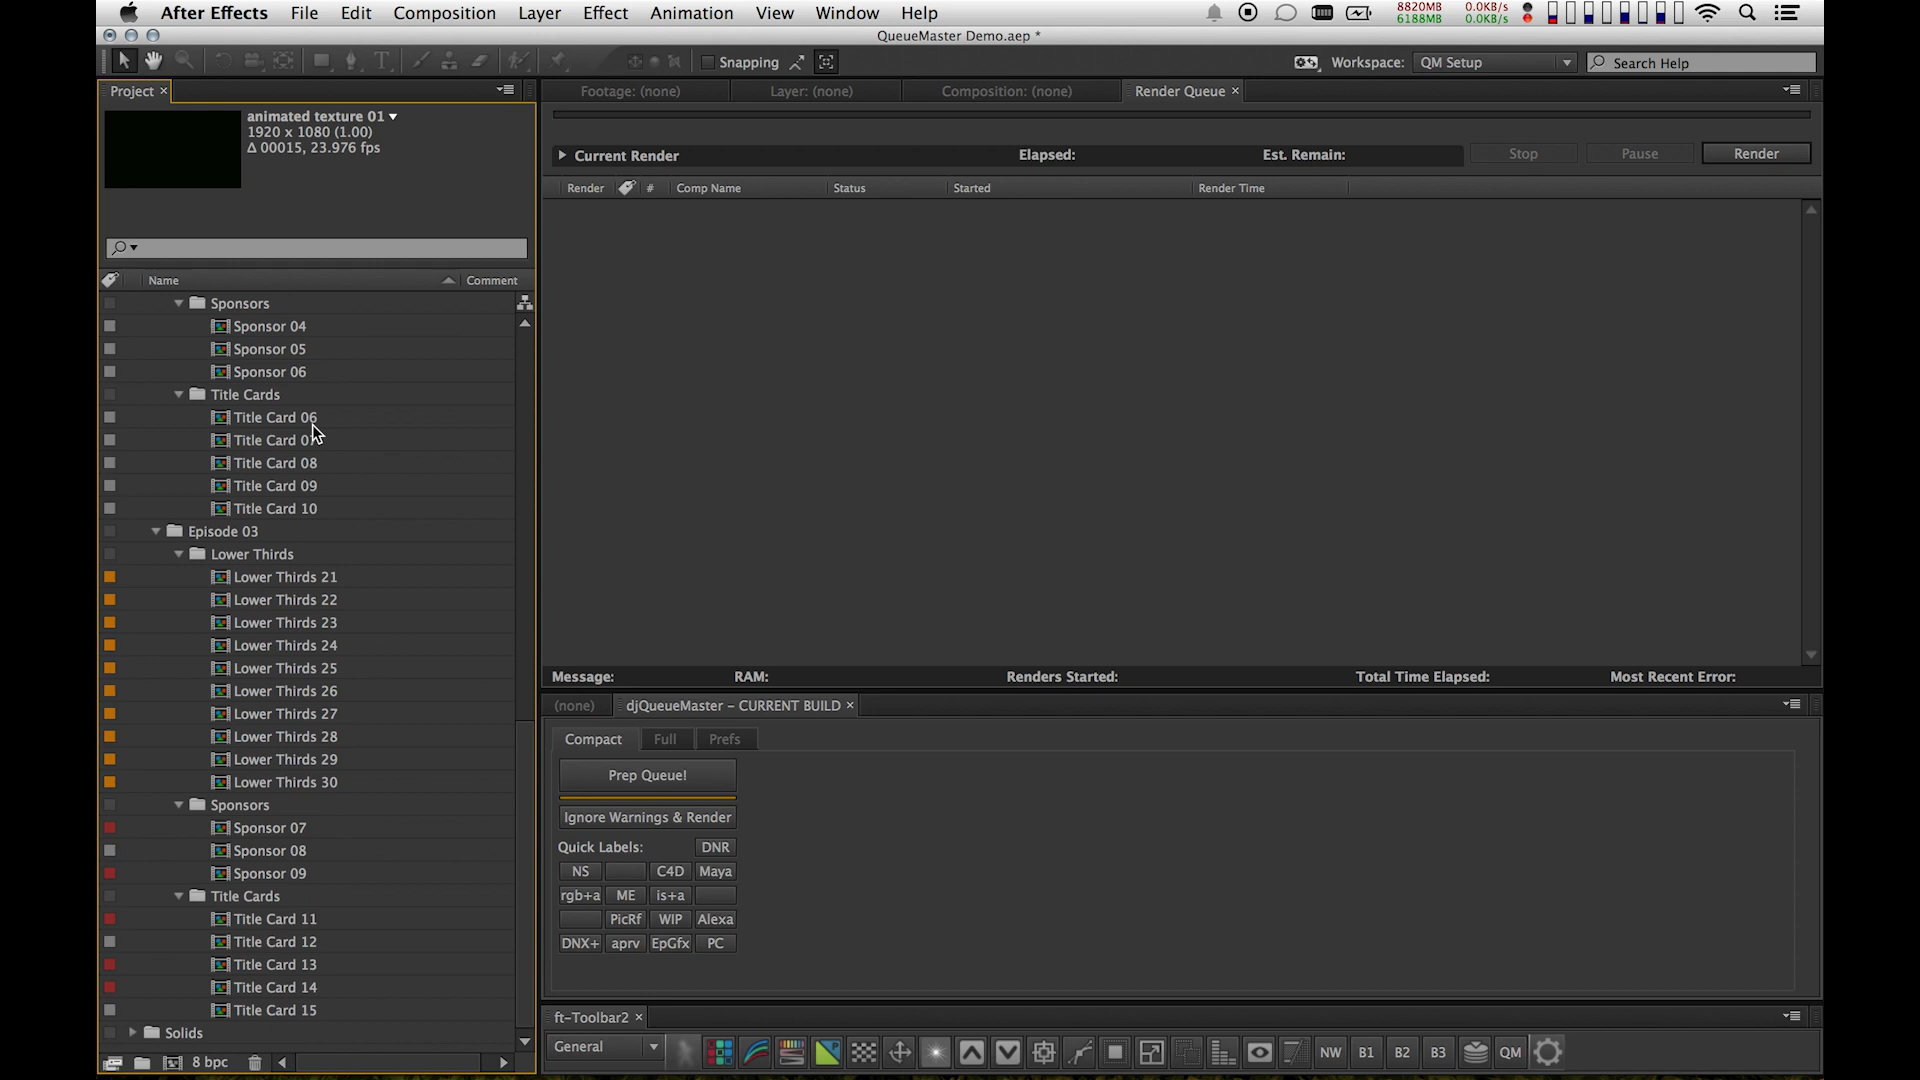 After Effects File Edit Composition Layer Effect Animation View Window Help
8820MB 0.0KB/s
6188MB 0.0KB/s
QueueMaster Demo.aep *
Snapping
Workspace: QM Setup
Search Help
Project ×
Footage: (none)
Layer: (none)
Composition: (none)
Render Queue ×
animated texture 01
1920 x 1080 (1.00)
Δ 00015, 23.976 fps
Current Render
Elapsed:
Est. Remain:
Stop
Pause
Render
Render # Comp Name Status Started Render Time
Name Comment
Sponsors
Sponsor 04
Sponsor 05
Sponsor 06
Title Cards
Title Card 06
Title Card 07
Title Card 08
Title Card 09
Title Card 10
Episode 03
Lower Thirds
Lower Thirds 21
Lower Thirds 22
Lower Thirds 23
Lower Thirds 24
Lower Thirds 25
Lower Thirds 26
Lower Thirds 27
Lower Thirds 28
Lower Thirds 29
Lower Thirds 30
Sponsors
Sponsor 07
Sponsor 08
Sponsor 09
Title Cards
Title Card 11
Title Card 12
Title Card 13
Title Card 14
Title Card 15
Solids
8 bpc
Message: RAM: Renders Started: Total Time Elapsed: Most Recent Error:
(none)
djQueueMaster – CURRENT BUILD ×
Compact Full Prefs
Prep Queue!
Ignore Warnings & Render
Quick Labels: DNR
NS C4D Maya
rgb+a ME is+a
PicRf WIP Alexa
DNX+ aprv EpGfx PC
ft-Toolbar2 ×
General
NW B1 B2 B3 QM